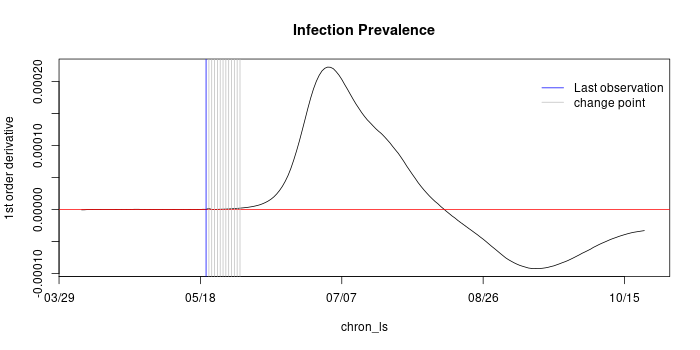 Infection Prevalence
1st order derivative
0.00020
0.00010
0.00000
-0.00010
Last observation
change point
03/29
05/18
07/07
08/26
10/15
chron_ls